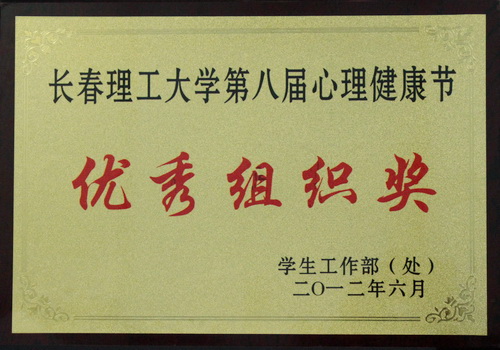 长春理工大学第八届心理健康节
优秀组织奖
学生工作部（处）
二〇一二年六月